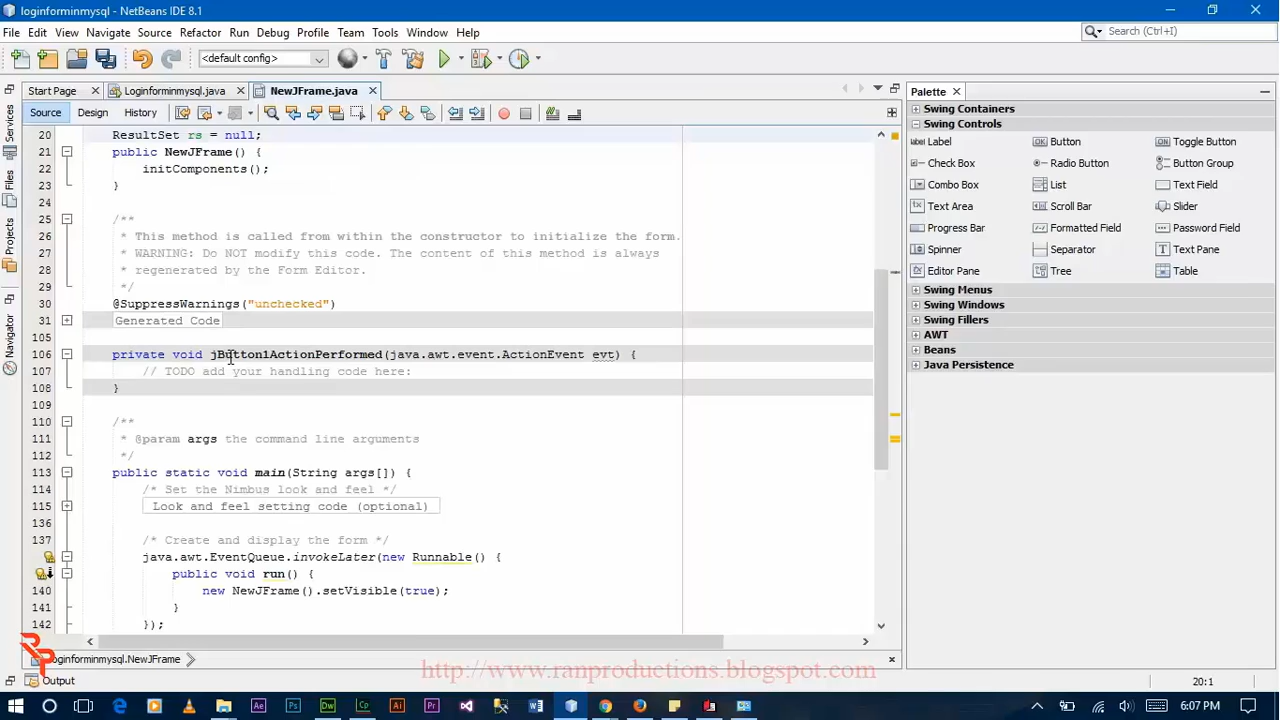 loginforminmysql - NetBeans IDE 8.1
File Edit View Navigate Source Refactor Run Debug Profile Team Tools Window Help
Search (Ctrl+I)
<default config>
Start Page Loginforminmysql.java NewJFrame.java
Palette
Source Design History
Swing Containers
Swing Controls
Label Button Toggle Button
Check Box Radio Button Button Group
Combo Box List Text Field
Text Area Scroll Bar Slider
Progress Bar Formatted Field Password Field
Spinner Separator Text Pane
Editor Pane Tree Table
Swing Menus
Swing Windows
Swing Fillers
AWT
Beans
Java Persistence
Services
Files
Projects
Navigator
20 ResultSet rs = null;
21 public NewJFrame() {
22 initComponents();
23 }
24
25 /**
26 * This method is called from within the constructor to initialize the form.
27 * WARNING: Do NOT modify this code. The content of this method is always
28 * regenerated by the Form Editor.
29 */
30 @SuppressWarnings("unchecked")
31 Generated Code
105
106 private void jButton1ActionPerformed(java.awt.event.ActionEvent evt) {
107 // TODO add your handling code here:
108 }
109
110 /**
111 * @param args the command line arguments
112 */
113 public static void main(String args[]) {
114 /* Set the Nimbus look and feel */
115 Look and feel setting code (optional)
136
137 /* Create and display the form */
java.awt.EventQueue.invokeLater(new Runnable() {
public void run() {
140 new NewJFrame().setVisible(true);
141 }
142 });
loginforminmysql.NewJFrame
http://www.ranproductions.blogspot.com
Output
20:1
6:07 PM